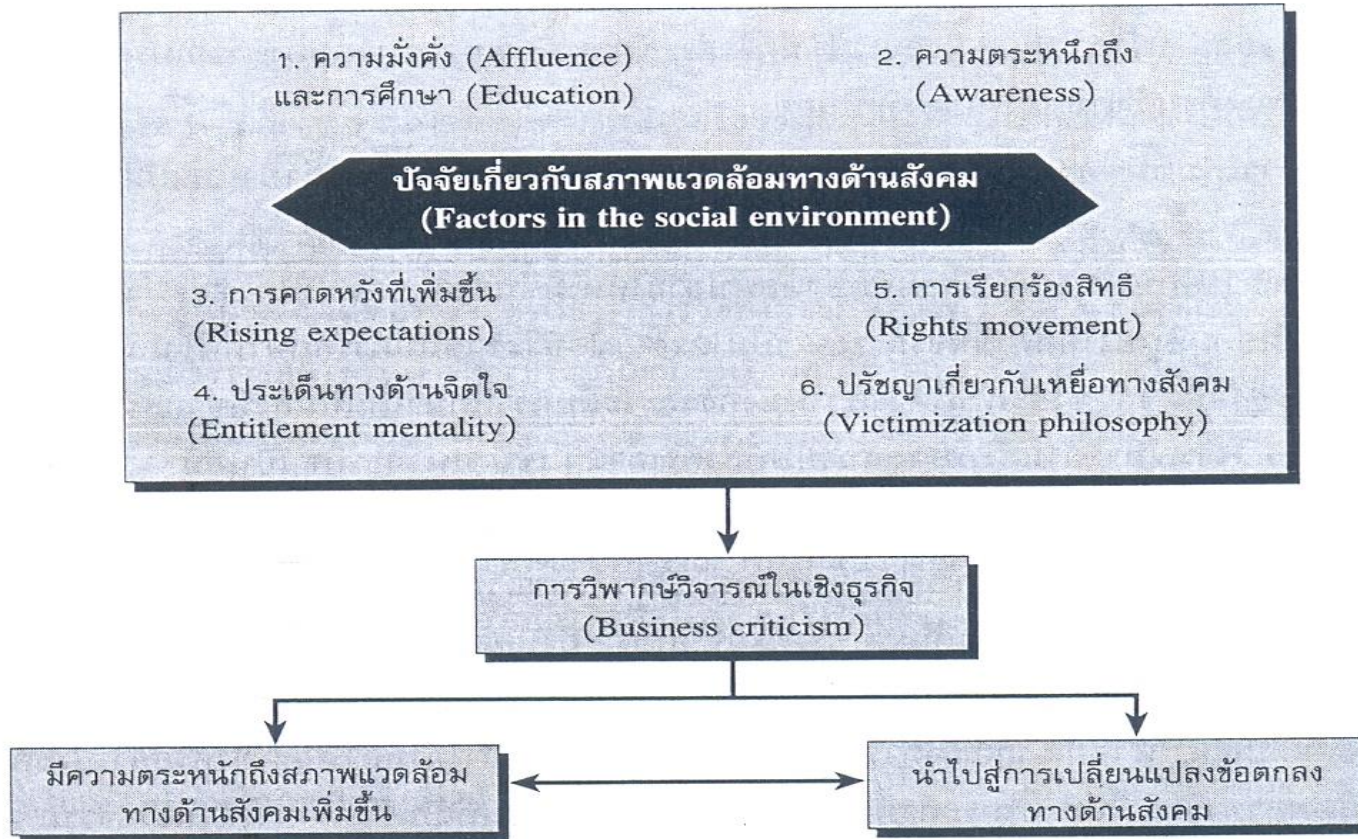 1. ความมั่งคั่ง (Affluence)
และการศึกษา (Education)
2. ความตระหนึกถึง
(Awareness)
ปัจจัยเกี่ยวกับสภาพแวดล้อมทางด้านสังคม
(Factors in the social environment)
3. การคาดหวังที่เพิ่มขึ้น
(Rising expectations)
4. ประเด็นทางด้านจิตใจ
(Entitlement mentality)
5. การเรียกร้องสิทธิ
(Rights movement)
6. ปรัชญาเกี่ยวกับเหยื่อทางสังคม
(Victimization philosophy)
การวิพากษ์วิจารณ์ในเชิงธุรกิจ
(Business criticism)
มีความตระหนักถึงสภาพแวดล้อม
ทางด้านสังคมเพิ่มขึ้น
นำไปสู่การเปลี่ยนแปลงข้อตกลง
ทางด้านสังคม